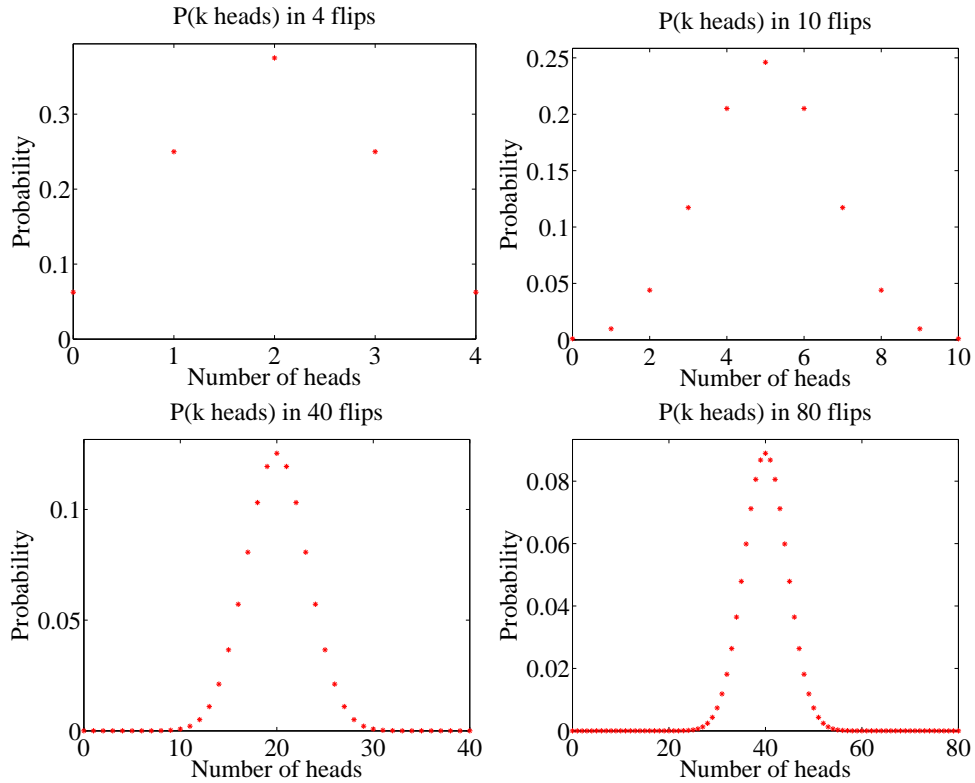 P(k heads) in 4 flips
Probability
0.3
0.2
0.1
0
0 1 2 3 4
Number of heads
P(k heads) in 10 flips
Probability
0.25
0.2
0.15
0.1
0.05
0
0 2 4 6 8 10
Number of heads
P(k heads) in 40 flips
Probability
0.1
0.05
0
0 10 20 30 40
Number of heads
P(k heads) in 80 flips
Probability
0.08
0.06
0.04
0.02
0
0 20 40 60 80
Number of heads